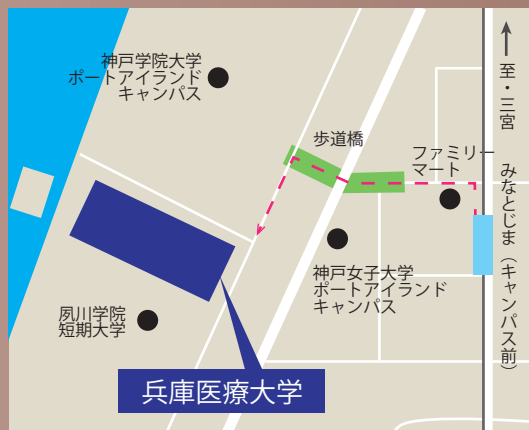 神戸学院大学
ポートアイランド
キャンパス
歩道橋
ファミリー
マート
至・三宮
みなとじま（キャンパス前）
神戸女子大学
ポートアイランド
キャンパス
夙川学院
短期大学
兵庫医療大学